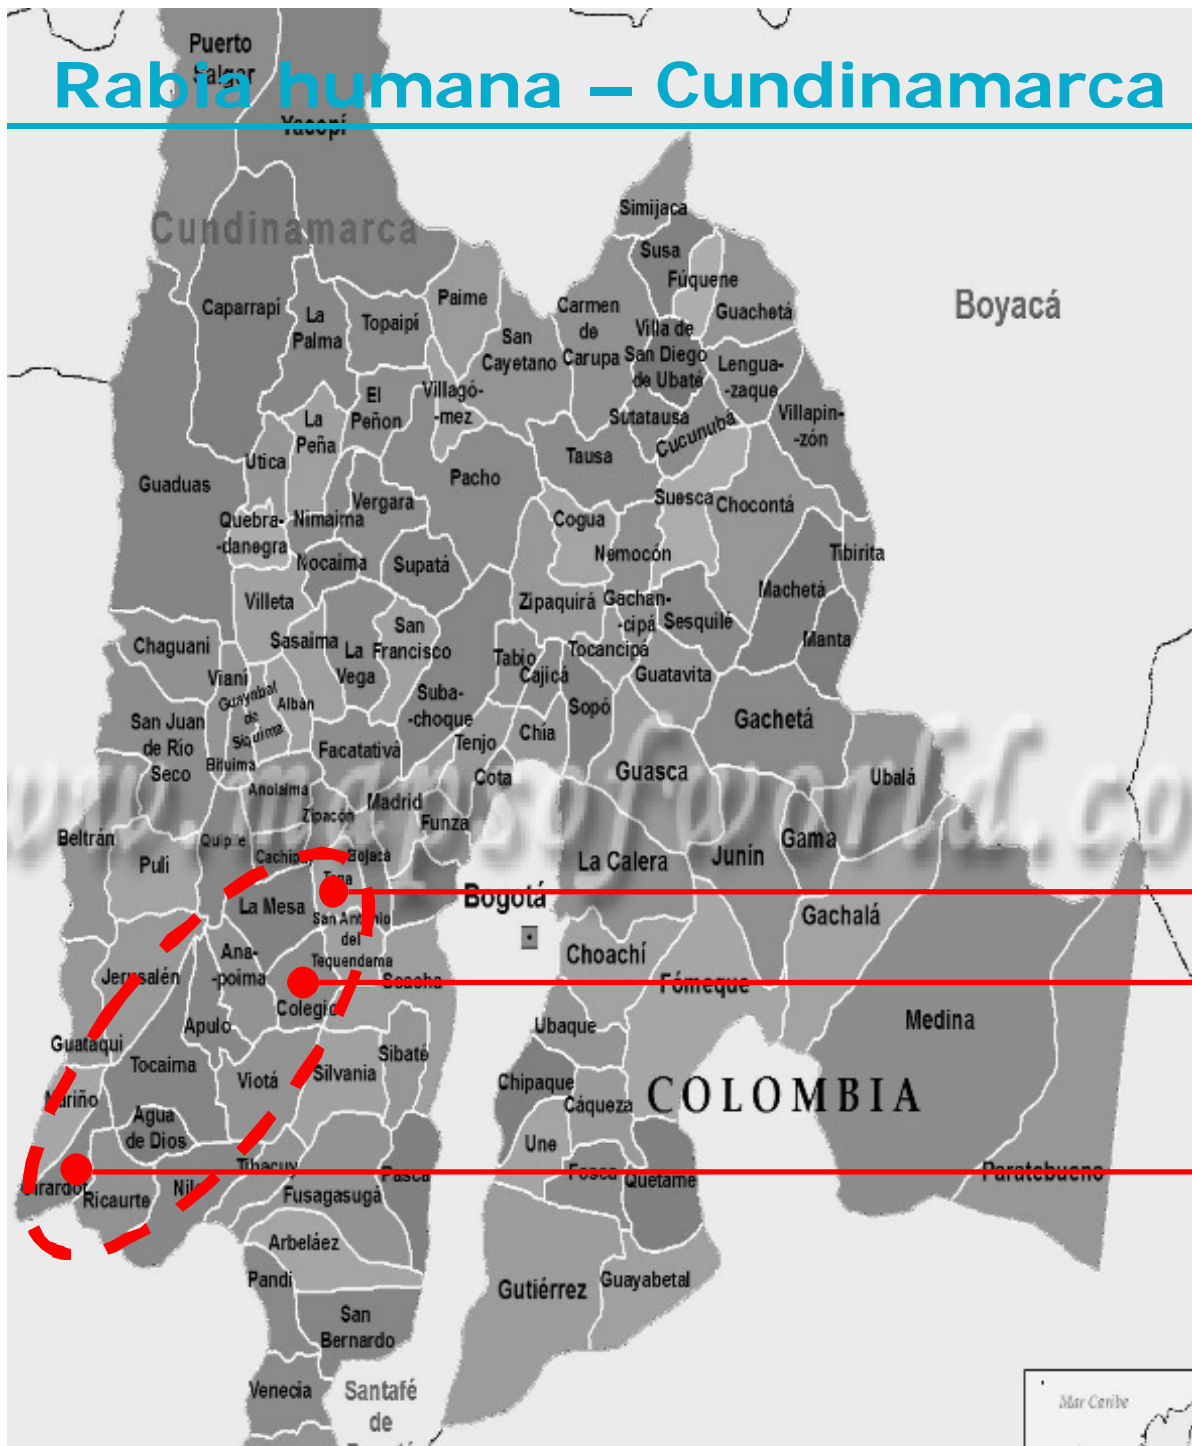 Puerto
Salgar
Rabia humana – Cundinamarca
Yacopí
Simijaca
Cundinamarca
Susa
Fúquene
Boyacá
Caparrapí
La
Palma
Topaipí
Paime
San
Cayetano
Carmen
de
Carupa
Villa de
San Diego
de Ubaté
Guachetá
Lengua-
-zaque
El
Peñon
Villagó-
-mez
La
Peña
Sutatausa
Cucunubá
Villapin-
-zón
Utica
Guaduas
Pacho
Tausa
Suesca
Chocontá
Vergara
Quebra-
-danegra
Nimaima
Cogua
Nemocón
Tibirita
Nocaima
Supatá
Machetá
Villeta
Zipaquirá
Gachan-
-cipá
Sesquilé
Manta
Chaguani
Sasaima
La
Vega
San
Francisco
Tabio
Cajicá
Tocancipá
Guatavita
Vianí
Guayabal
de
Siquima
Albán
Suba-
-choque
Sopó
Gachetá
San Juan
de Río
Seco
Facatativá
Tenjo
Chía
Bituima
Cota
Guasca
Ubalá
www.mapsofworld.co
Anolaima
Zipacón
Madrid
Funza
Beltrán
Quipile
Gama
Puli
Cachipay
Bojacá
La Calera
Junín
Tena
Bogotá
La Mesa
San Antonio
del
Tequendama
Gachalá
Choachí
Jerusalén
Ana-
-poima
Soacha
Fómeque
Colegio
Guataqui
Apulo
Ubaque
Medina
Tocaima
Viotá
Silvania
Sibaté
Chipaque
COLOMBIA
Nariño
Cáqueza
Agua
de Dios
Une
Tibacuy
Pasca
Fosca
Quetame
Paratebueno
Girardot
Ricaurte
Nilo
Fusagasugá
Arbeláez
Pandi
Gutiérrez
Guayabetal
San
Bernardo
Venecia
Santafé
de
Mar Caribe